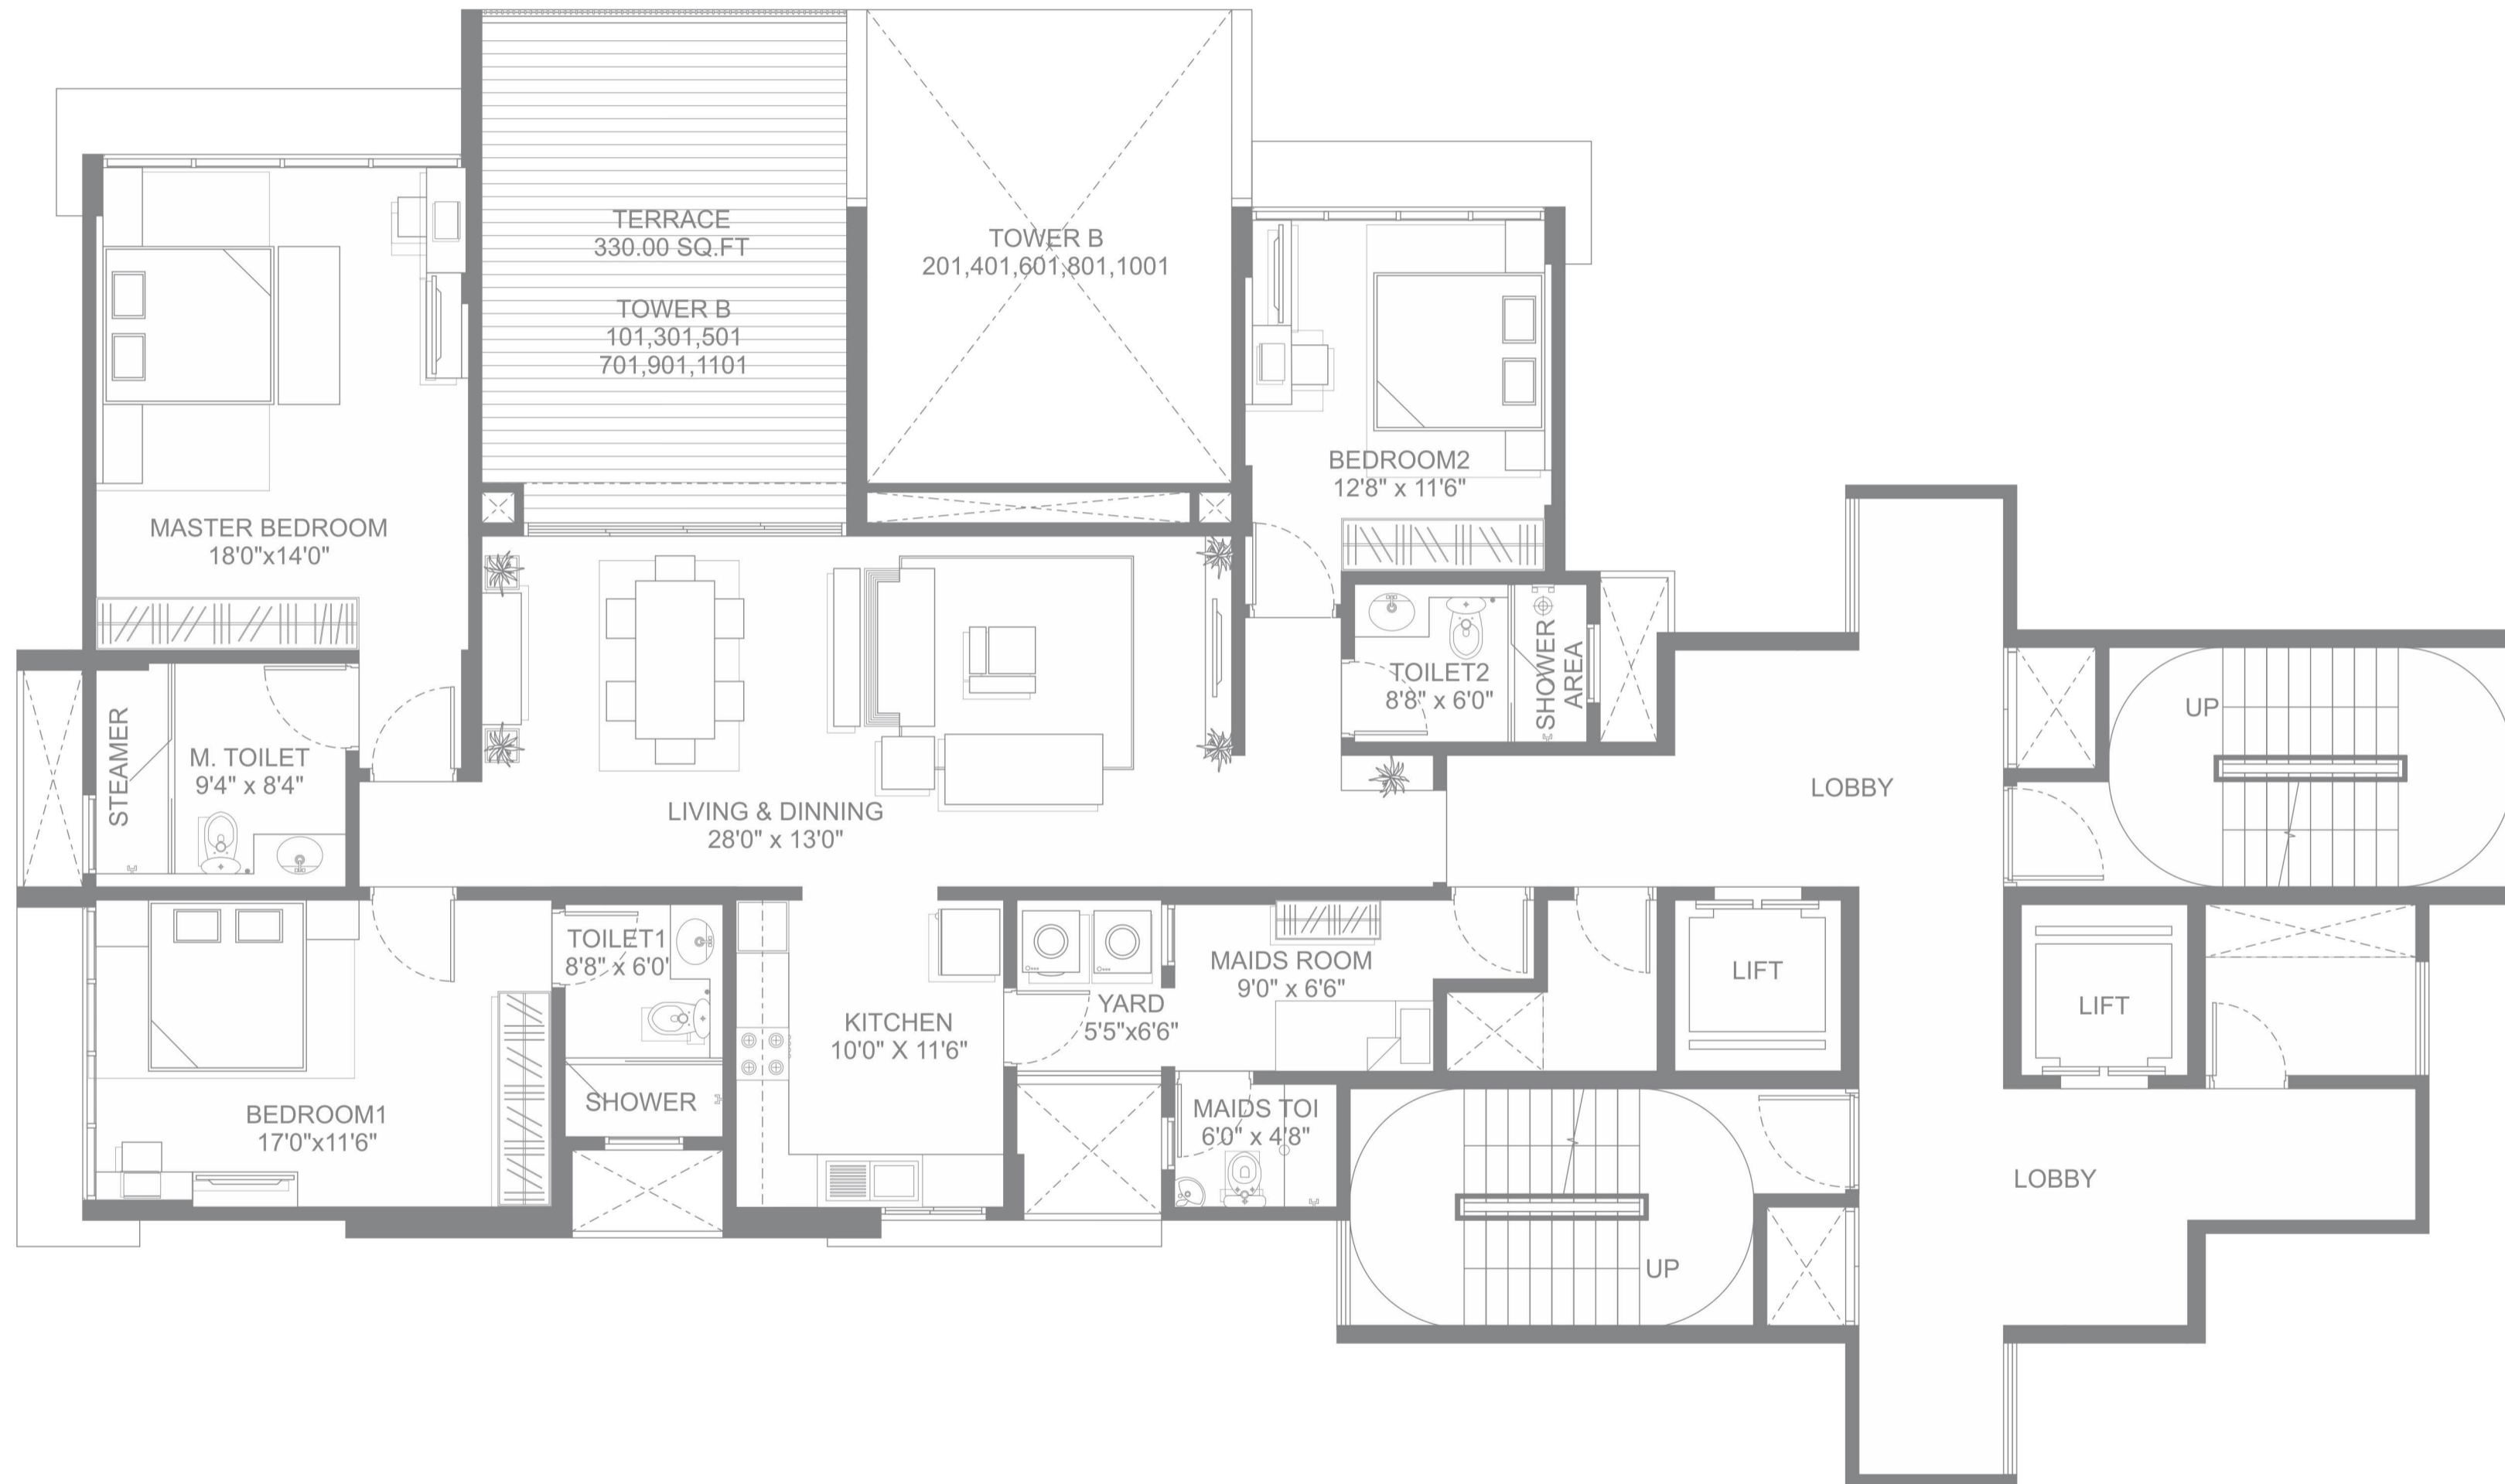 TERRACE
330.00 SQ.FT
TOWER B
101,301,501
701,901,1101
TOWER B
201,401,601,801,1001
BEDROOM2
12'8" x 11'6"
MASTER BEDROOM
18'0"x14'0"
STEAMER
M. TOILET
9'4" x 8'4"
LIVING & DINNING
28'0" x 13'0"
TOILET2
8'8" x 6'0"
SHOWER
AREA
LOBBY
UP
TOILET1
8'8" x 6'0'
SHOWER
BEDROOM1
17'0"x11'6"
KITCHEN
10'0" X 11'6"
YARD
5'5"x6'6"
MAIDS ROOM
9'0" x 6'6"
MAIDS TOI
6'0" x 4'8"
LIFT
LIFT
UP
LOBBY